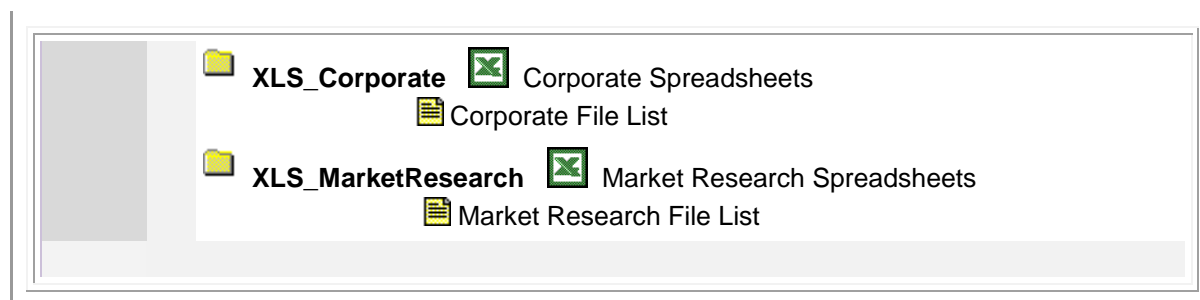 XLS_Corporate Corporate Spreadsheets
Corporate File List
XLS_MarketResearch Market Research Spreadsheets
Market Research File List